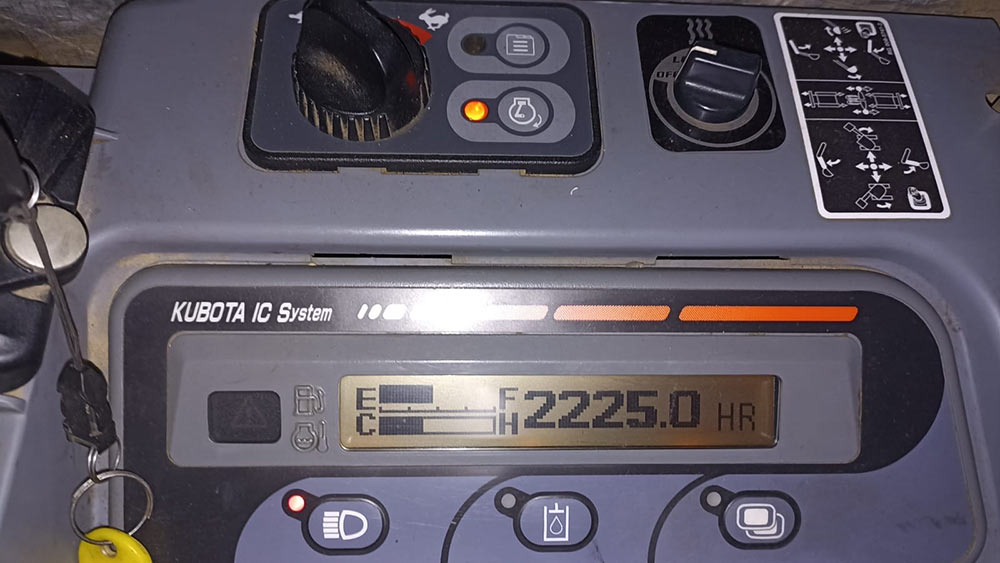 OFF
KUBOTA IC System
E F
C H
2225.0 HR